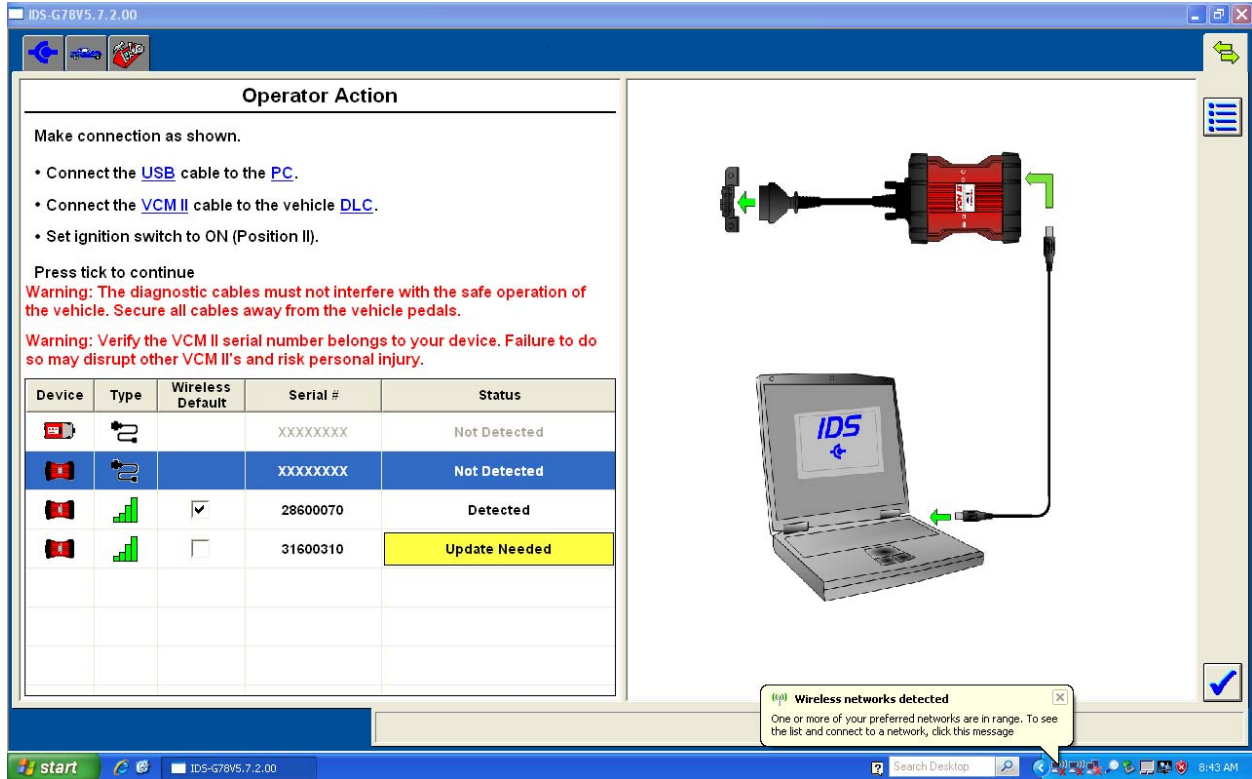 IDS-G78V5.7.2.00
Operator Action
Make connection as shown.
• Connect the USB cable to the PC.
• Connect the VCM II cable to the vehicle DLC.
• Set ignition switch to ON (Position II).
Press tick to continue
Warning: The diagnostic cables must not interfere with the safe operation of
the vehicle. Secure all cables away from the vehicle pedals.
Warning: Verify the VCM II serial number belongs to your device. Failure to do
so may disrupt other VCM II's and risk personal injury.
Device Type Wireless Default Serial # Status
XXXXXXXX Not Detected
XXXXXXXX Not Detected
28600070 Detected
31600310 Update Needed
VCM II
IDS
Wireless networks detected
One or more of your preferred networks are in range. To see
the list and connect to a network, click this message
start IDS-G78V5.7.2.00 Search Desktop 8:43 AM